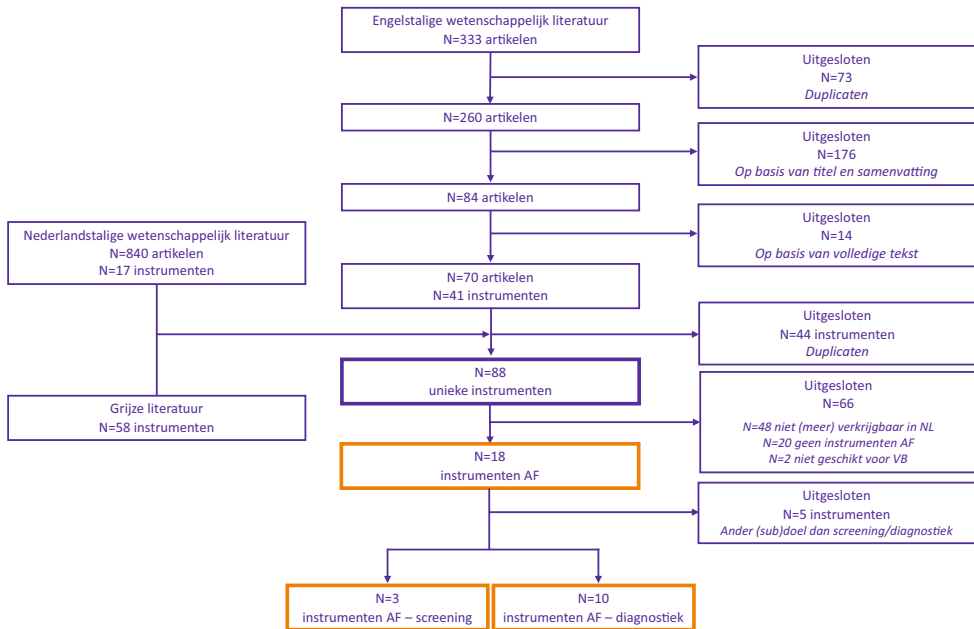 Engelstalige wetenschappelijk literatuur
N=333 artikelen
Uitgesloten
N=73
Duplicaten
N=260 artikelen
Uitgesloten
N=176
Op basis van titel en samenvatting
N=84 artikelen
Uitgesloten
N=14
Op basis van volledige tekst
Nederlandstalige wetenschappelijk literatuur
N=840 artikelen
N=17 instrumenten
N=70 artikelen
N=41 instrumenten
Uitgesloten
N=44 instrumenten
Duplicaten
N=88
unieke instrumenten
Grijze literatuur
N=58 instrumenten
Uitgesloten
N=66
N=48 niet (meer) verkrijgbaar in NL
N=20 geen instrumenten AF
N=2 niet geschikt voor VB
N=18
instrumenten AF
Uitgesloten
N=5 instrumenten
Ander (sub)doel dan screening/diagnostiek
N=3
instrumenten AF – screening
N=10
instrumenten AF – diagnostiek